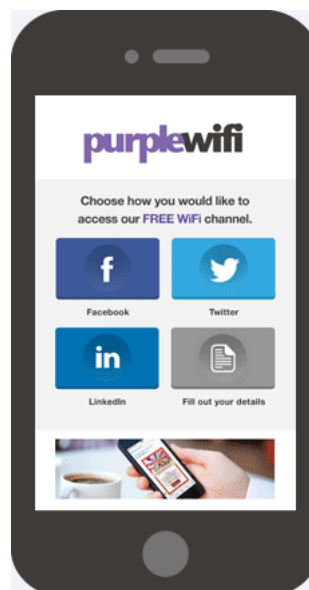 purplewifi
Choose how you would like to
access our FREE WiFi channel.
f
Facebook
Twitter
in
LinkedIn
Fill out your details